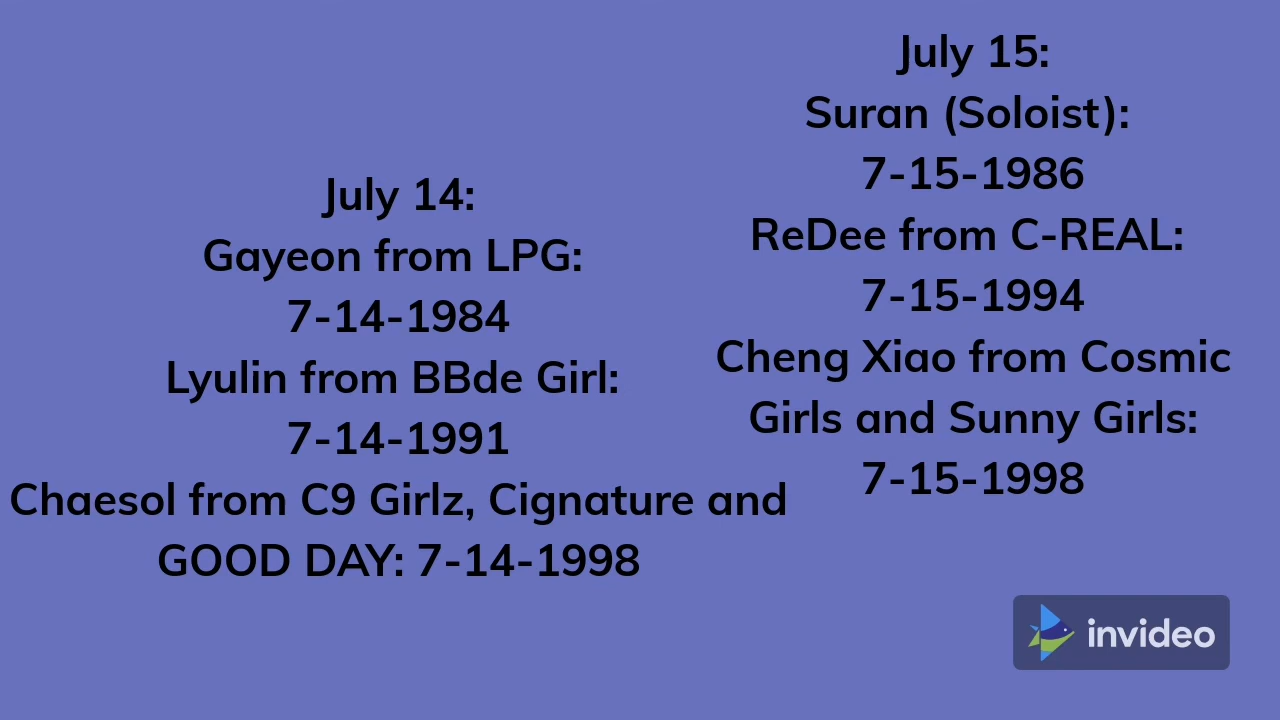 July 14:
Gayeon from LPG:
7-14-1984
Lyulin from BBde Girl:
7-14-1991
Chaesol from C9 Girlz, Cignature and
GOOD DAY: 7-14-1998
July 15:
Suran (Soloist):
7-15-1986
ReDee from C-REAL:
7-15-1994
Cheng Xiao from Cosmic
Girls and Sunny Girls:
7-15-1998
invideo